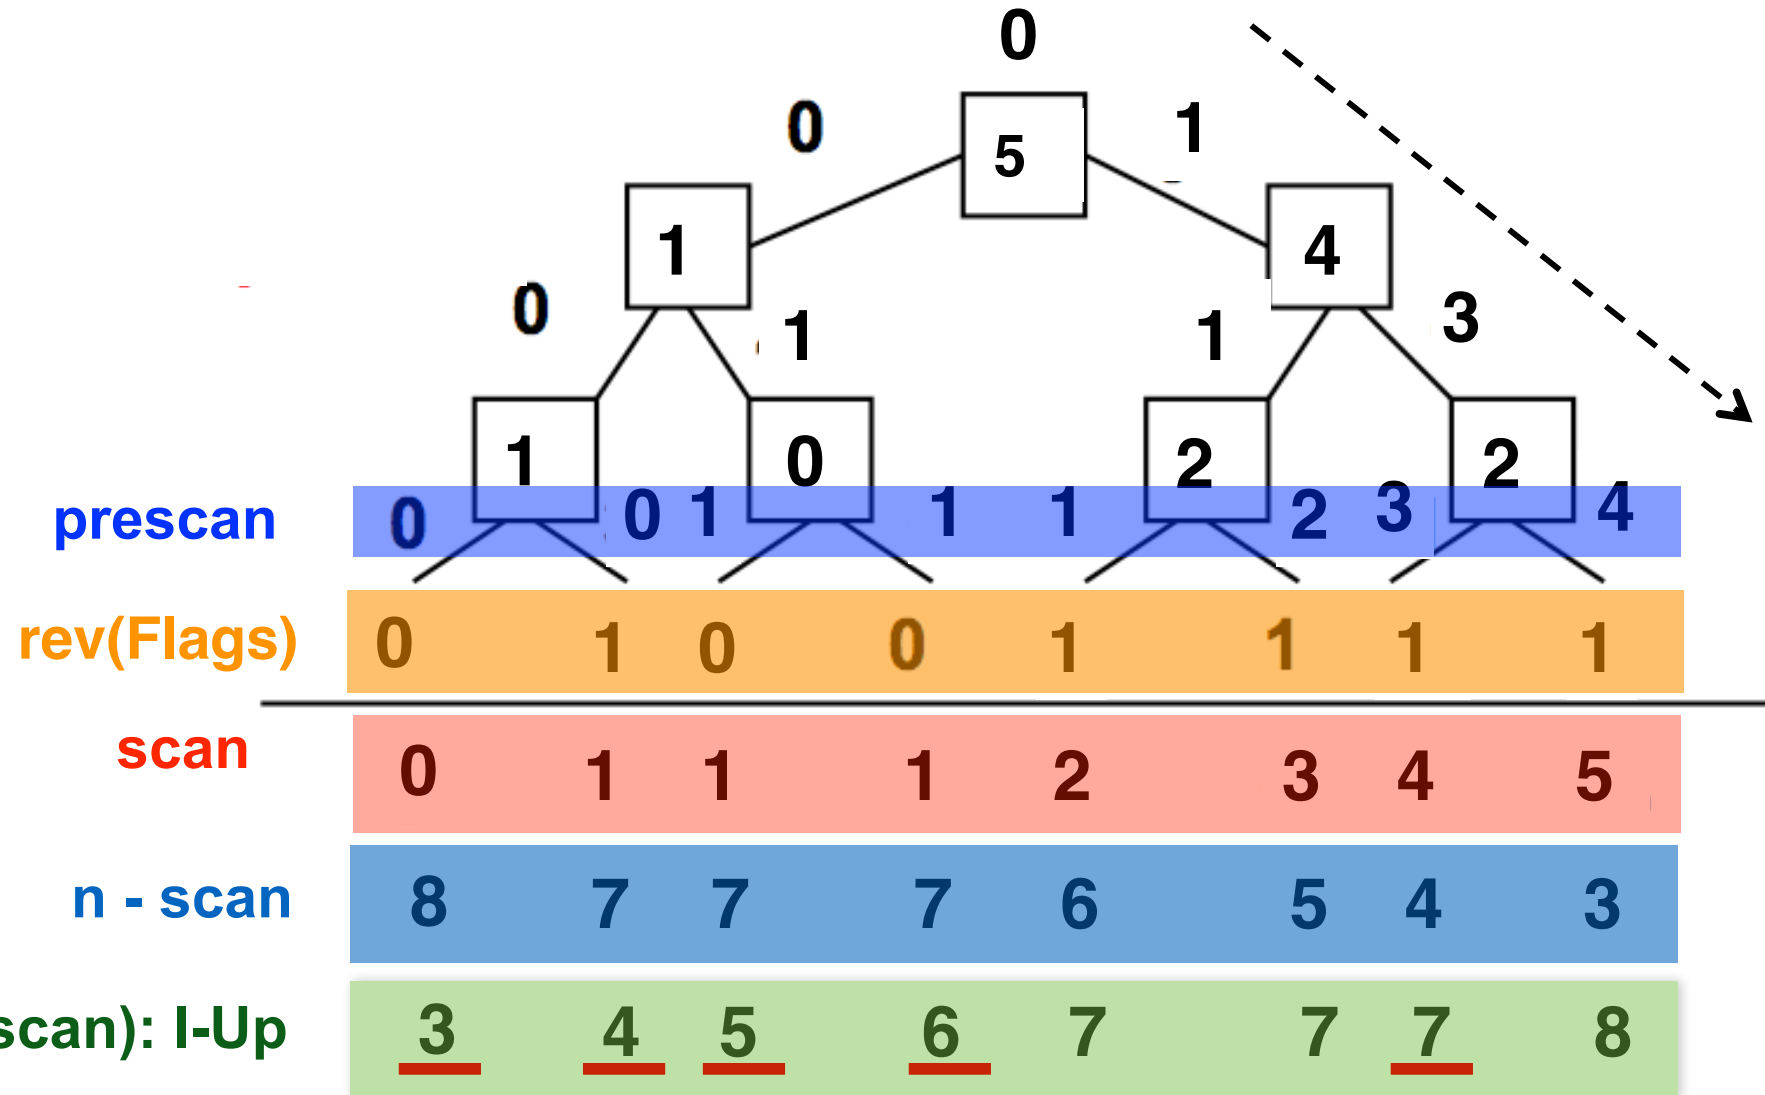 0
0 5 1
1 4
0 1 1 3
1 0 2 2
prescan 0 0 1 1 1 2 3 4
rev(Flags) 0 1 0 0 1 1 1 1
scan 0 1 1 1 2 3 4 5
n - scan 8 7 7 7 6 5 4 3
scan): I-Up 3 4 5 6 7 7 7 8